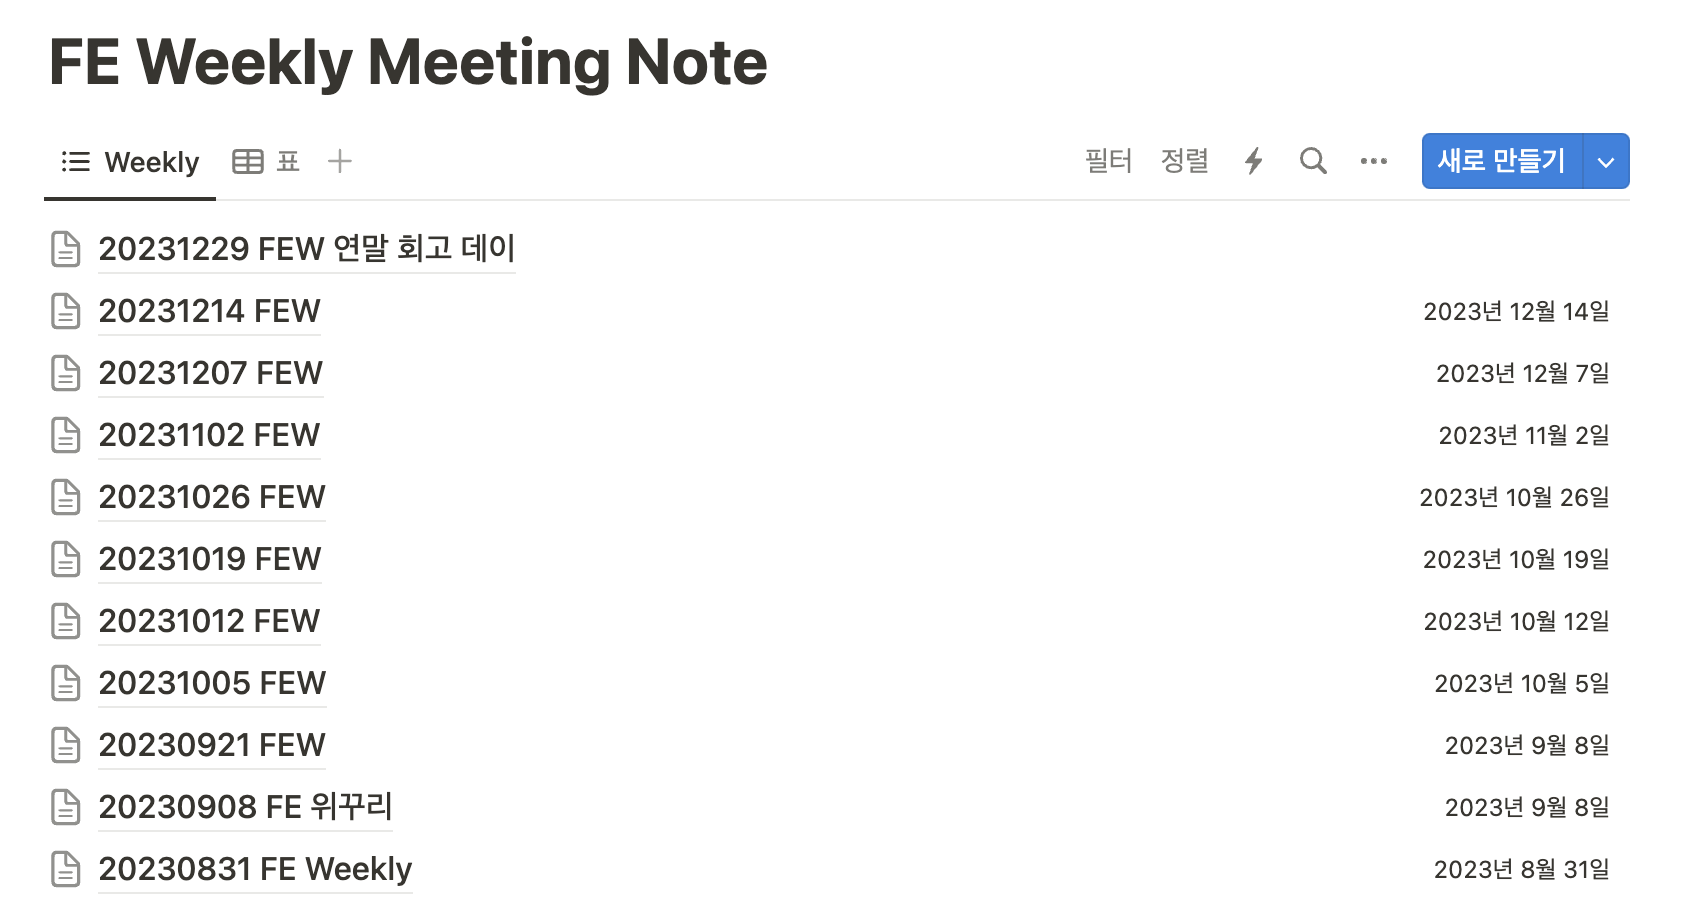 FE Weekly Meeting Note
Weekly 표 필터 정렬 새로 만들기
20231229 FEW 연말 회고 데이
20231214 FEW 2023년 12월 14일
20231207 FEW 2023년 12월 7일
20231102 FEW 2023년 11월 2일
20231026 FEW 2023년 10월 26일
20231019 FEW 2023년 10월 19일
20231012 FEW 2023년 10월 12일
20231005 FEW 2023년 10월 5일
20230921 FEW 2023년 9월 8일
20230908 FE 위꾸리 2023년 9월 8일
20230831 FE Weekly 2023년 8월 31일